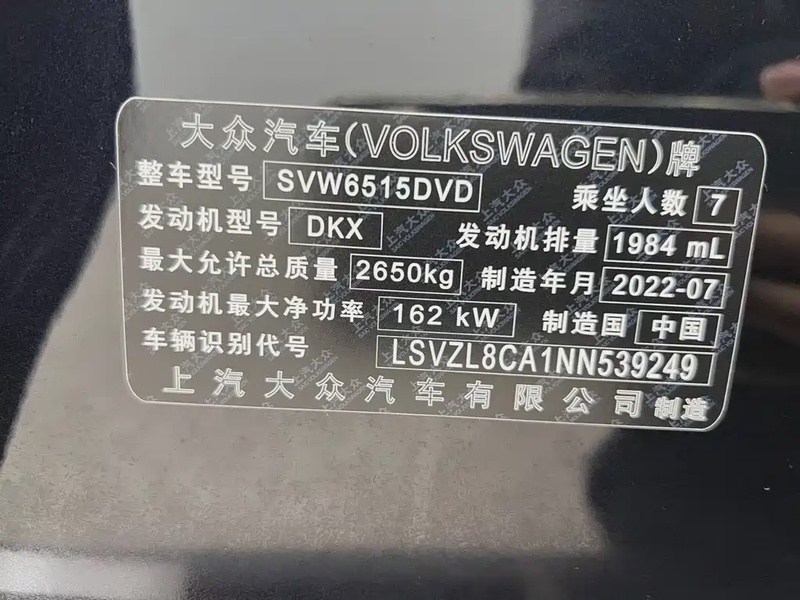 大众汽车(VOLKSWAGEN)牌
整车型号 SVW6515DVD 乘坐人数 7
发动机型号 DKX 发动机排量 1984 mL
最大允许总质量 2650kg 制造年月 2022-07
发动机最大净功率 162 kW 制造国 中国
车辆识别代号 LSVZL8CA1NN539249
上汽大众汽车有限公司 制造